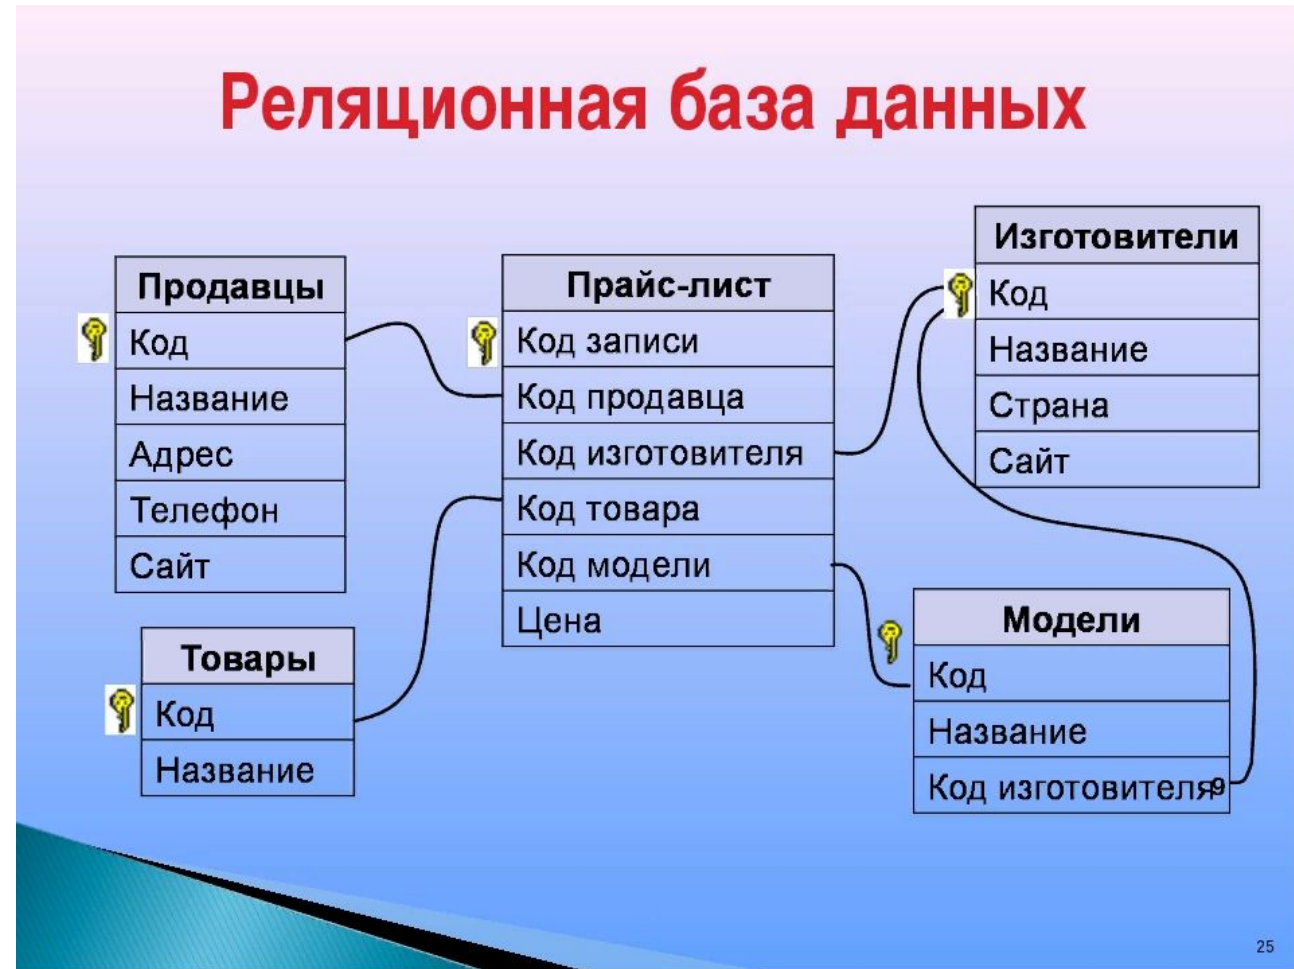 Реляционная база данных
Продавцы
Код
Название
Адрес
Телефон
Сайт
Товары
Код
Название
Прайс-лист
Код записи
Код продавца
Код изготовителя
Код товара
Код модели
Цена
Изготовители
Код
Название
Страна
Сайт
Модели
Код
Название
Код изготовителя
9
25